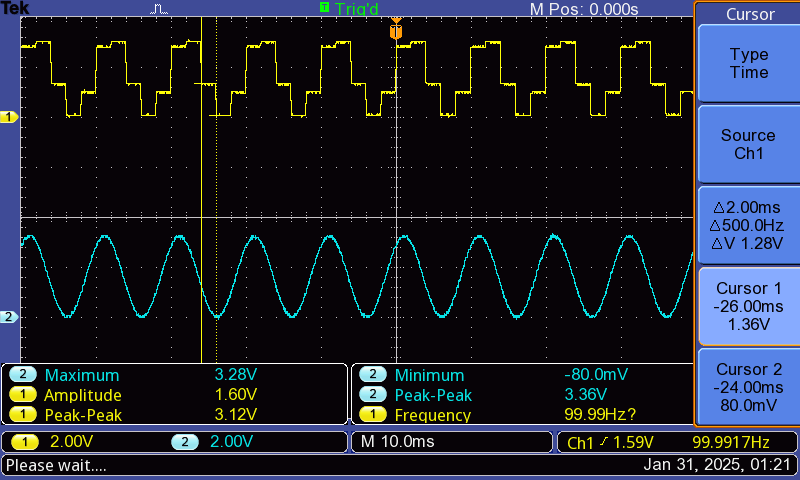 Tek
T Trig'd
M Pos: 0.000s
Cursor
T
Type
Time
Source
Ch1
1
△2.00ms
△500.0Hz
△V 1.28V
Cursor 1
-26.00ms
1.36V
2
Cursor 2
-24.00ms
80.0mV
2 Maximum 3.28V
1 Amplitude 1.60V
1 Peak-Peak 3.12V
2 Minimum -80.0mV
2 Peak-Peak 3.36V
1 Frequency 99.99Hz?
1 2.00V 2 2.00V
M 10.0ms
Ch1 1.59V 99.9917Hz
Please wait....
Jan 31, 2025, 01:21